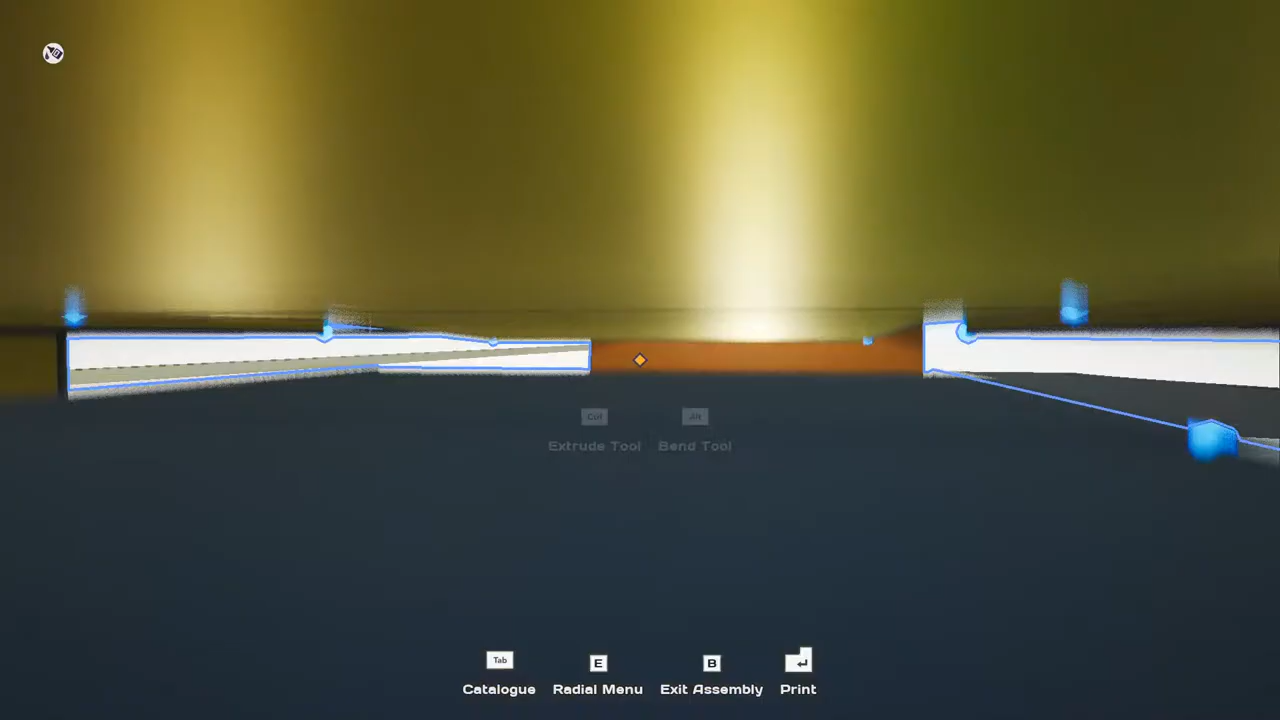 Ctrl Alt
Extrude Tool Bend Tool
Tab E B
Catalogue Radial Menu Exit Assembly Print